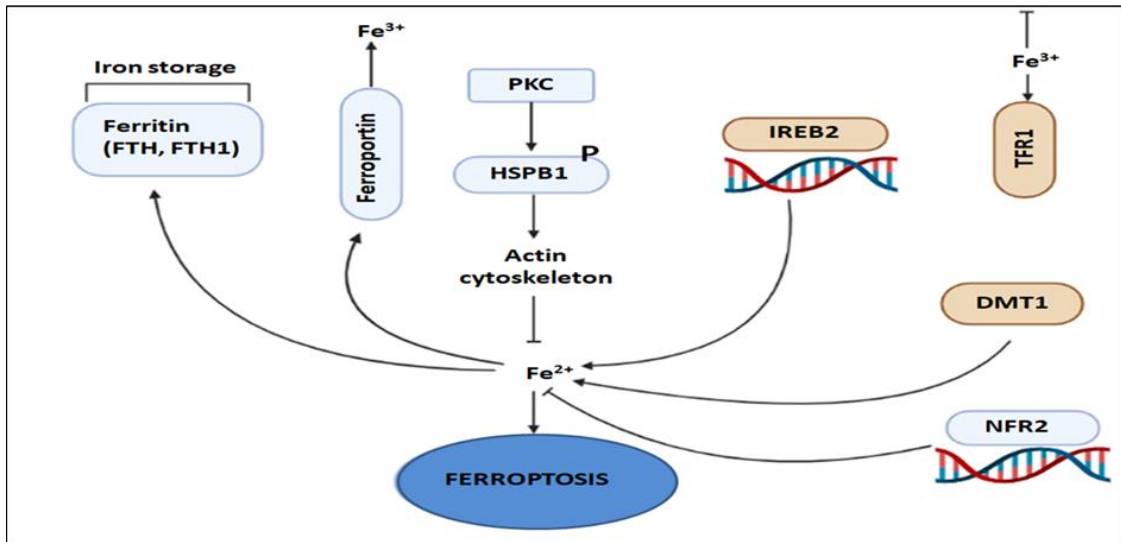 Fe³⁺
Iron storage
Ferritin
(FTH, FTH1)
Ferroportin
PKC
P
HSPB1
Actin
cytoskeleton
IREB2
Fe³⁺
TFR1
DMT1
Fe²⁺
NFR2
FERROPTOSIS